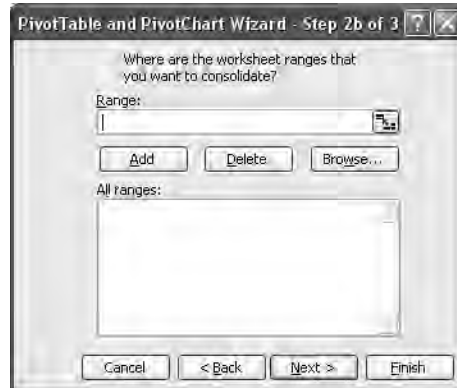 PivotTable and PivotChart Wizard - Step 2b of 3
Where are the worksheet ranges that
you want to consolidate?
Range:
Add Delete Browse...
All ranges:
Cancel < Back Next > Finish